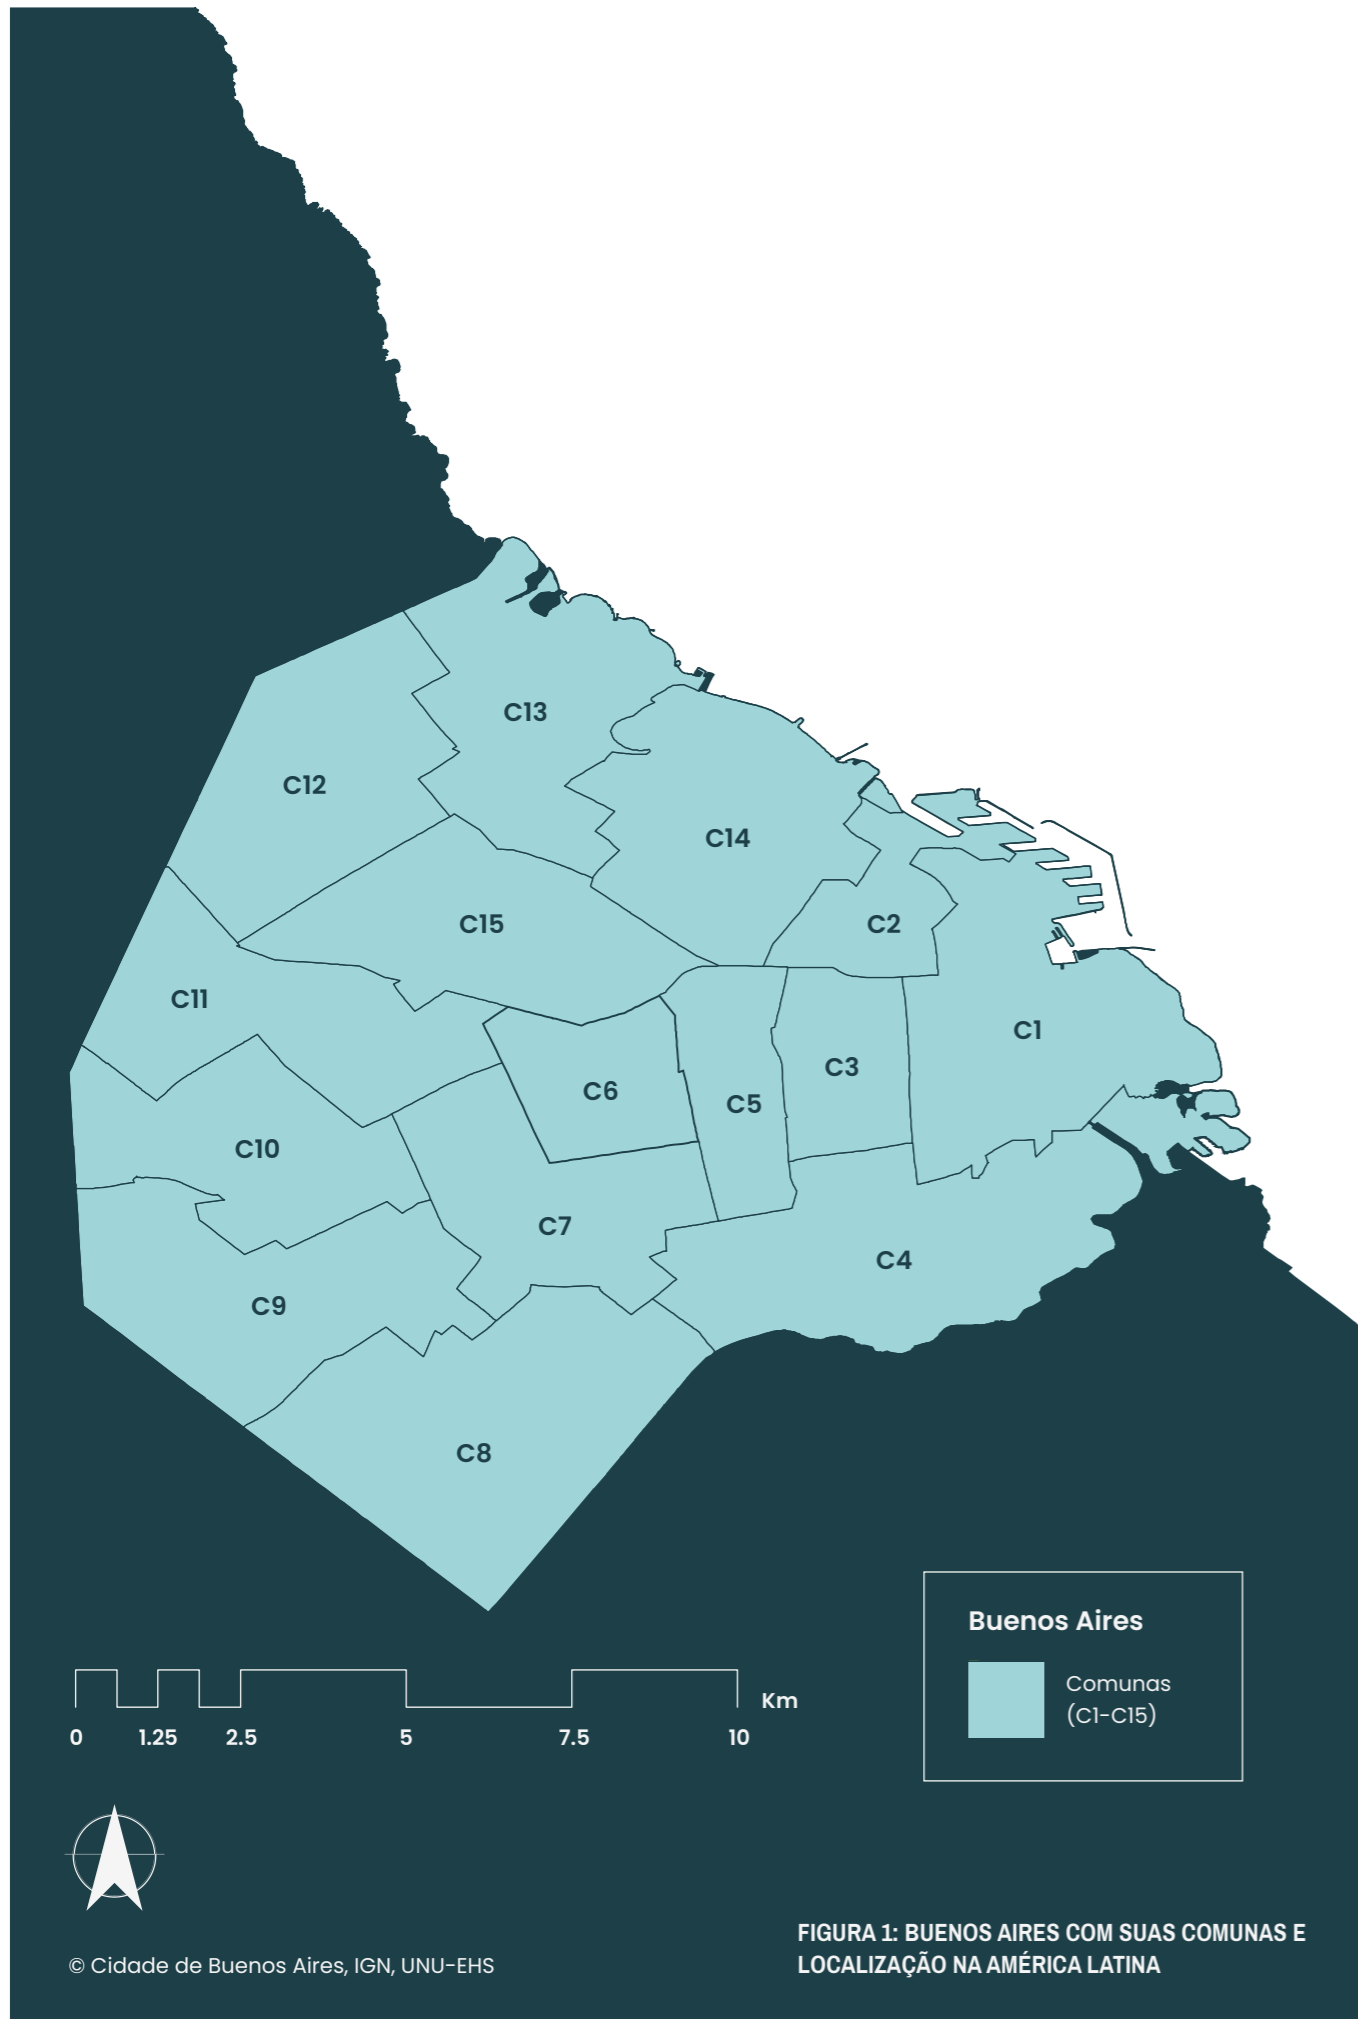 C13
C12
C14
C15
C2
C11
C1
C3
C6
C5
C10
C7
C4
C9
C8
Buenos Aires
Comunas
(C1-C15)
Km
0 1.25 2.5 5 7.5 10
FIGURA 1: BUENOS AIRES COM SUAS COMUNAS E
LOCALIZAÇÃO NA AMÉRICA LATINA
© Cidade de Buenos Aires, IGN, UNU-EHS